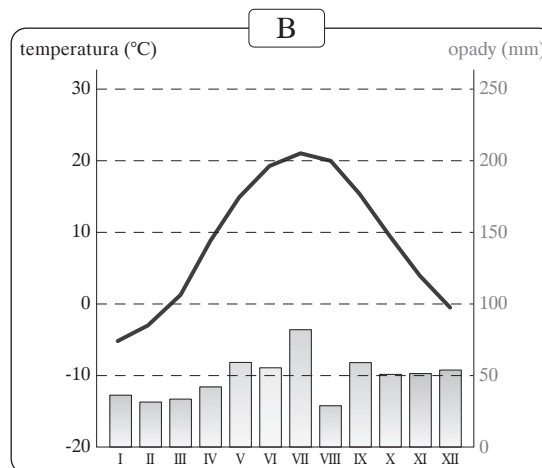 B
temperatura (°C) opady (mm)
30 250
20 200
10 150
0 100
-10 50
-20 0
I II III IV V VI VII VIII IX X XI XII